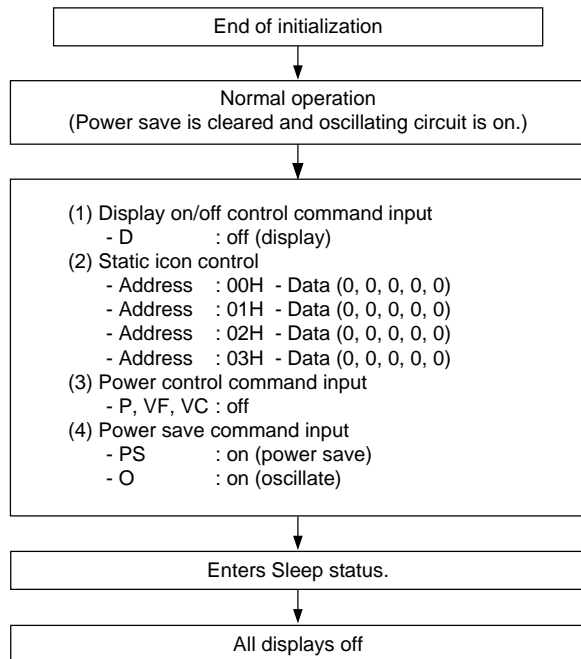 End of initialization
Normal operation
(Power save is cleared and oscillating circuit is on.)
(1) Display on/off control command input
- D : off (display)
(2) Static icon control
- Address : 00H - Data (0, 0, 0, 0, 0)
- Address : 01H - Data (0, 0, 0, 0, 0)
- Address : 02H - Data (0, 0, 0, 0, 0)
- Address : 03H - Data (0, 0, 0, 0, 0)
(3) Power control command input
- P, VF, VC : off
(4) Power save command input
- PS : on (power save)
- O : on (oscillate)
Enters Sleep status.
All displays off